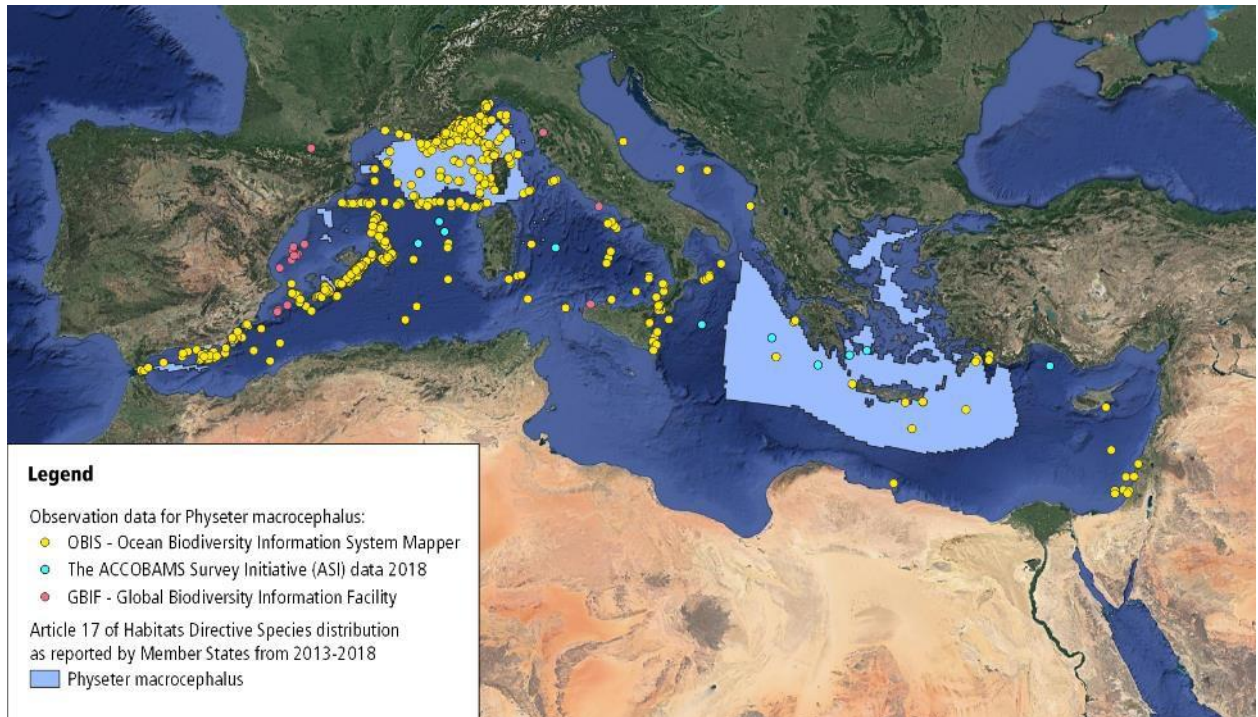 Legend
Observation data for Physeter macrocephalus:
OBIS - Ocean Biodiversity Information System Mapper
The ACCOBAMS Survey Initiative (ASI) data 2018
GBIF - Global Biodiversity Information Facility
Article 17 of Habitats Directive Species distribution
as reported by Member States from 2013-2018
Physeter macrocephalus